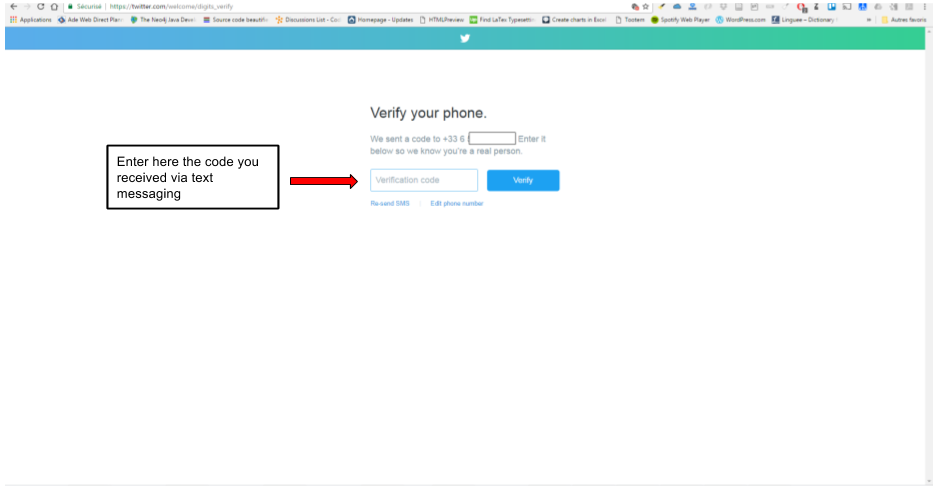 Sécurisé | https://twitter.com/welcome/digits_verify
Applications Ade Web Direct Plan The Neo4j Java Deve Source code beautifi Discussions List - Co Homepage - Updates HTMLPreview Find LaTex Typesettin Create charts in Excel Tootem Spotify Web Player WordPress.com Linguee – Dictionary » Autres favoris
Verify your phone.
We sent a code to +33 6 Enter it
below so we know you're a real person.
Enter here the code you
received via text
messaging
Verification code Verify
Re-send SMS | Edit phone number